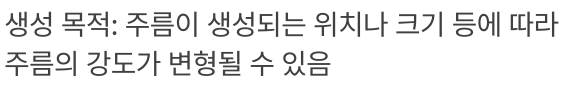 생성 목적: 주름이 생성되는 위치나 크기 등에 따라
주름의 강도가 변형될 수 있음